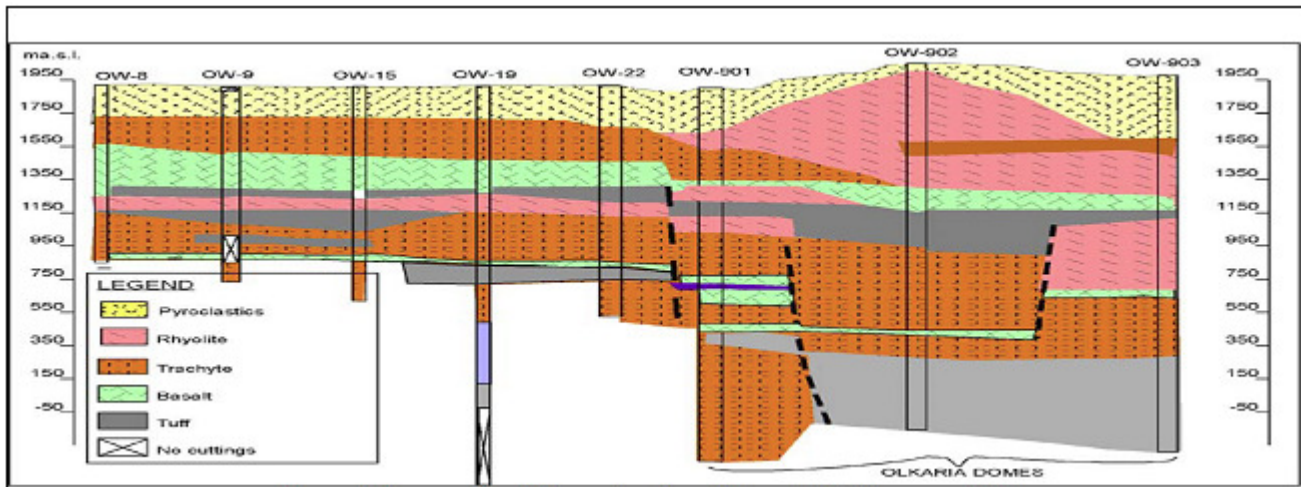 ma.s.l.
OW-8
OW-9
OW-15
OW-19
OW-22
OW-901
OW-902
OW-903
1950
1750
1550
1350
1150
950
750
550
350
150
-50
1950
1750
1550
1350
1150
950
750
550
350
150
-50
LEGEND
Pyroclastics
Rhyolite
Trachyte
Basalt
Tuff
No cuttings
OLKARIA DOMES